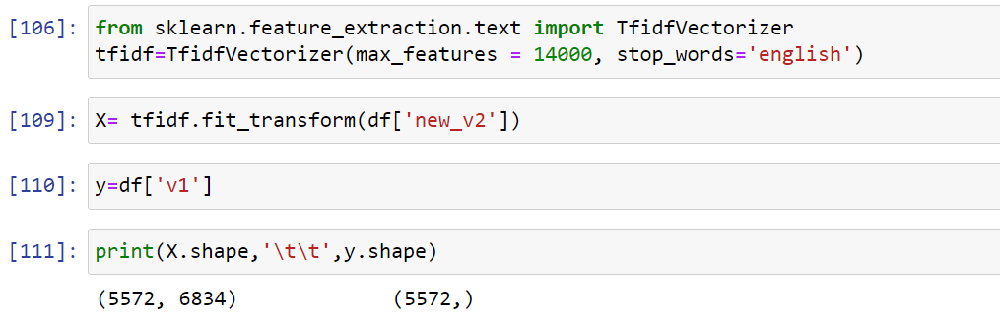 [106]: from sklearn.feature_extraction.text import TfidfVectorizer
tfidf=TfidfVectorizer(max_features = 14000, stop_words='english')
[109]: X= tfidf.fit_transform(df['new_v2'])
[110]: y=df['v1']
[111]: print(X.shape,'\t\t',y.shape)
(5572, 6834) (5572,)